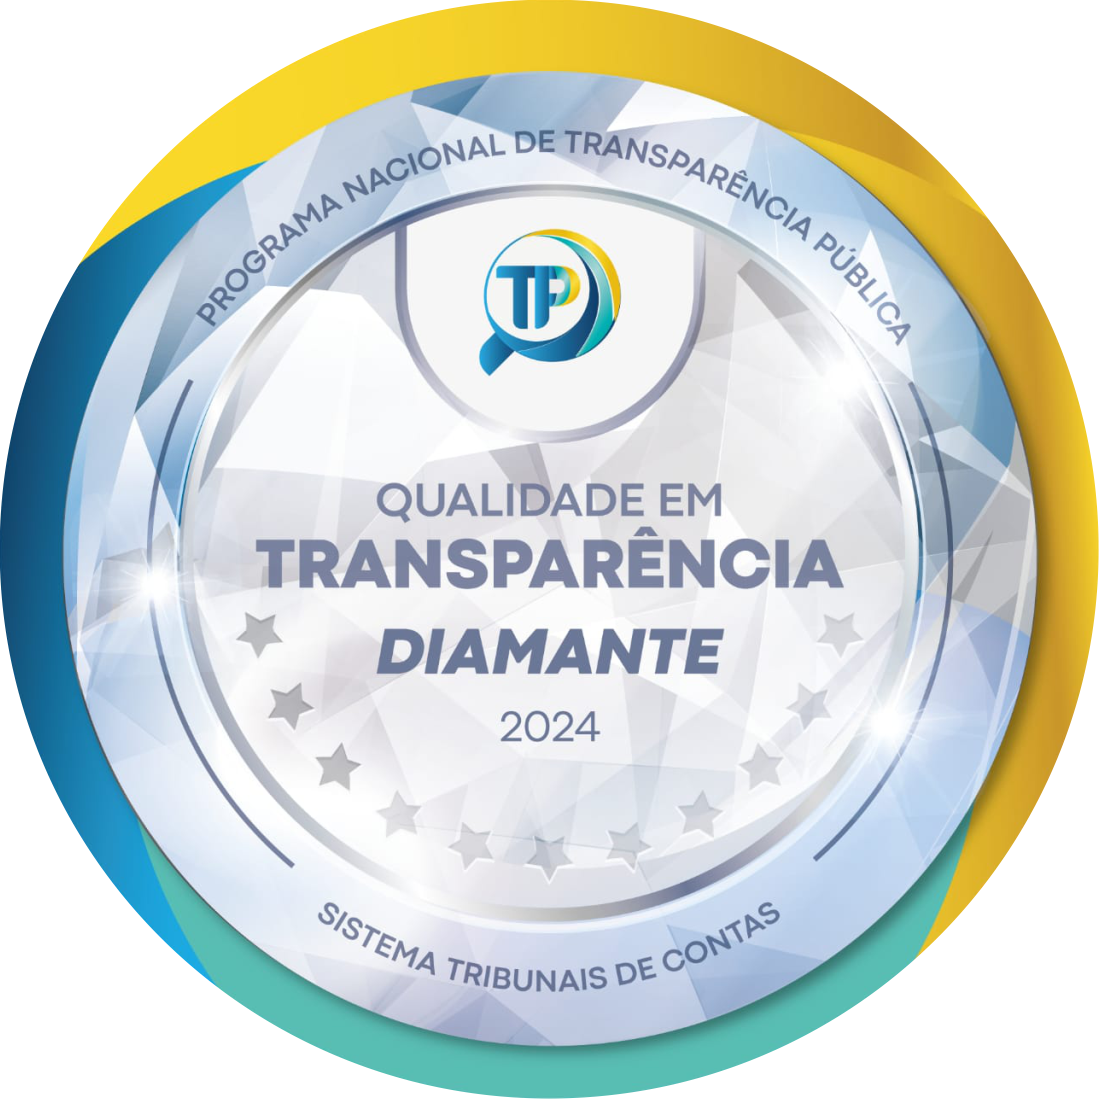 PROGRAMA NACIONAL DE TRANSPARÊNCIA PÚBLICA
TP
QUALIDADE EM
TRANSPARÊNCIA
DIAMANTE
2024
SISTEMA TRIBUNAIS DE CONTAS